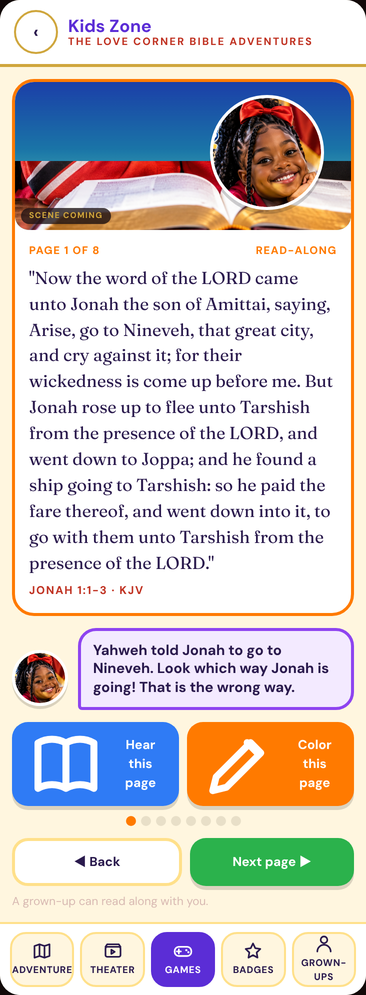 Kids Zone
THE LOVE CORNER BIBLE ADVENTURES
SCENE COMING
PAGE 1 OF 8 READ-ALONG
"Now the word of the LORD came
unto Jonah the son of Amittai, saying,
Arise, go to Nineveh, that great city,
and cry against it; for their
wickedness is come up before me. But
Jonah rose up to flee unto Tarshish
from the presence of the LORD, and
went down to Joppa; and he found a
ship going to Tarshish: so he paid the
fare thereof, and went down into it, to
go with them unto Tarshish from the
presence of the LORD."
JONAH 1:1-3 · KJV
Yahweh told Jonah to go to
Nineveh. Look which way Jonah is
going! That is the wrong way.
Hear
this
page
Color
this
page
◀ Back
Next page ▶
A grown-up can read along with you.
ADVENTURE
THEATER
GAMES
BADGES
GROWN-
UPS